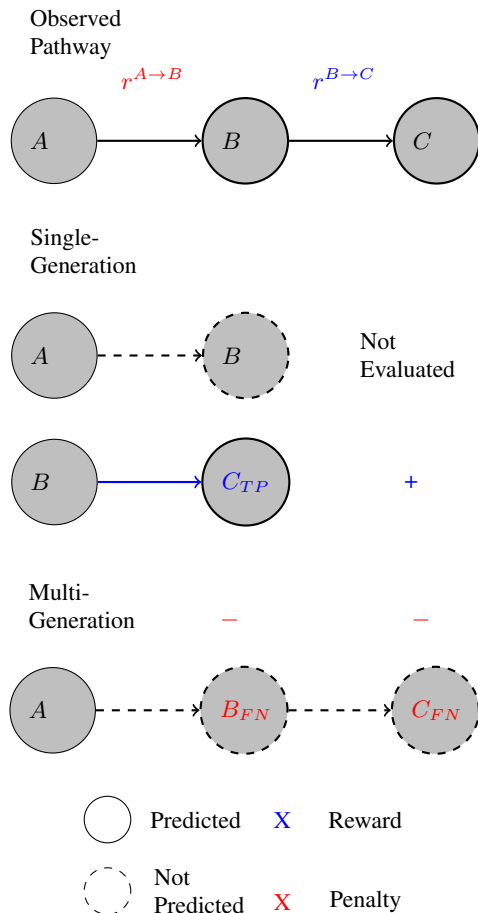 Observed
Pathway
r^{A→B} r^{B→C}
A B C
Single-
Generation
A B Not
Evaluated
B C_{TP} +
Multi-
Generation
− −
A B_{FN} C_{FN}
Predicted X Reward
Not
Predicted X Penalty